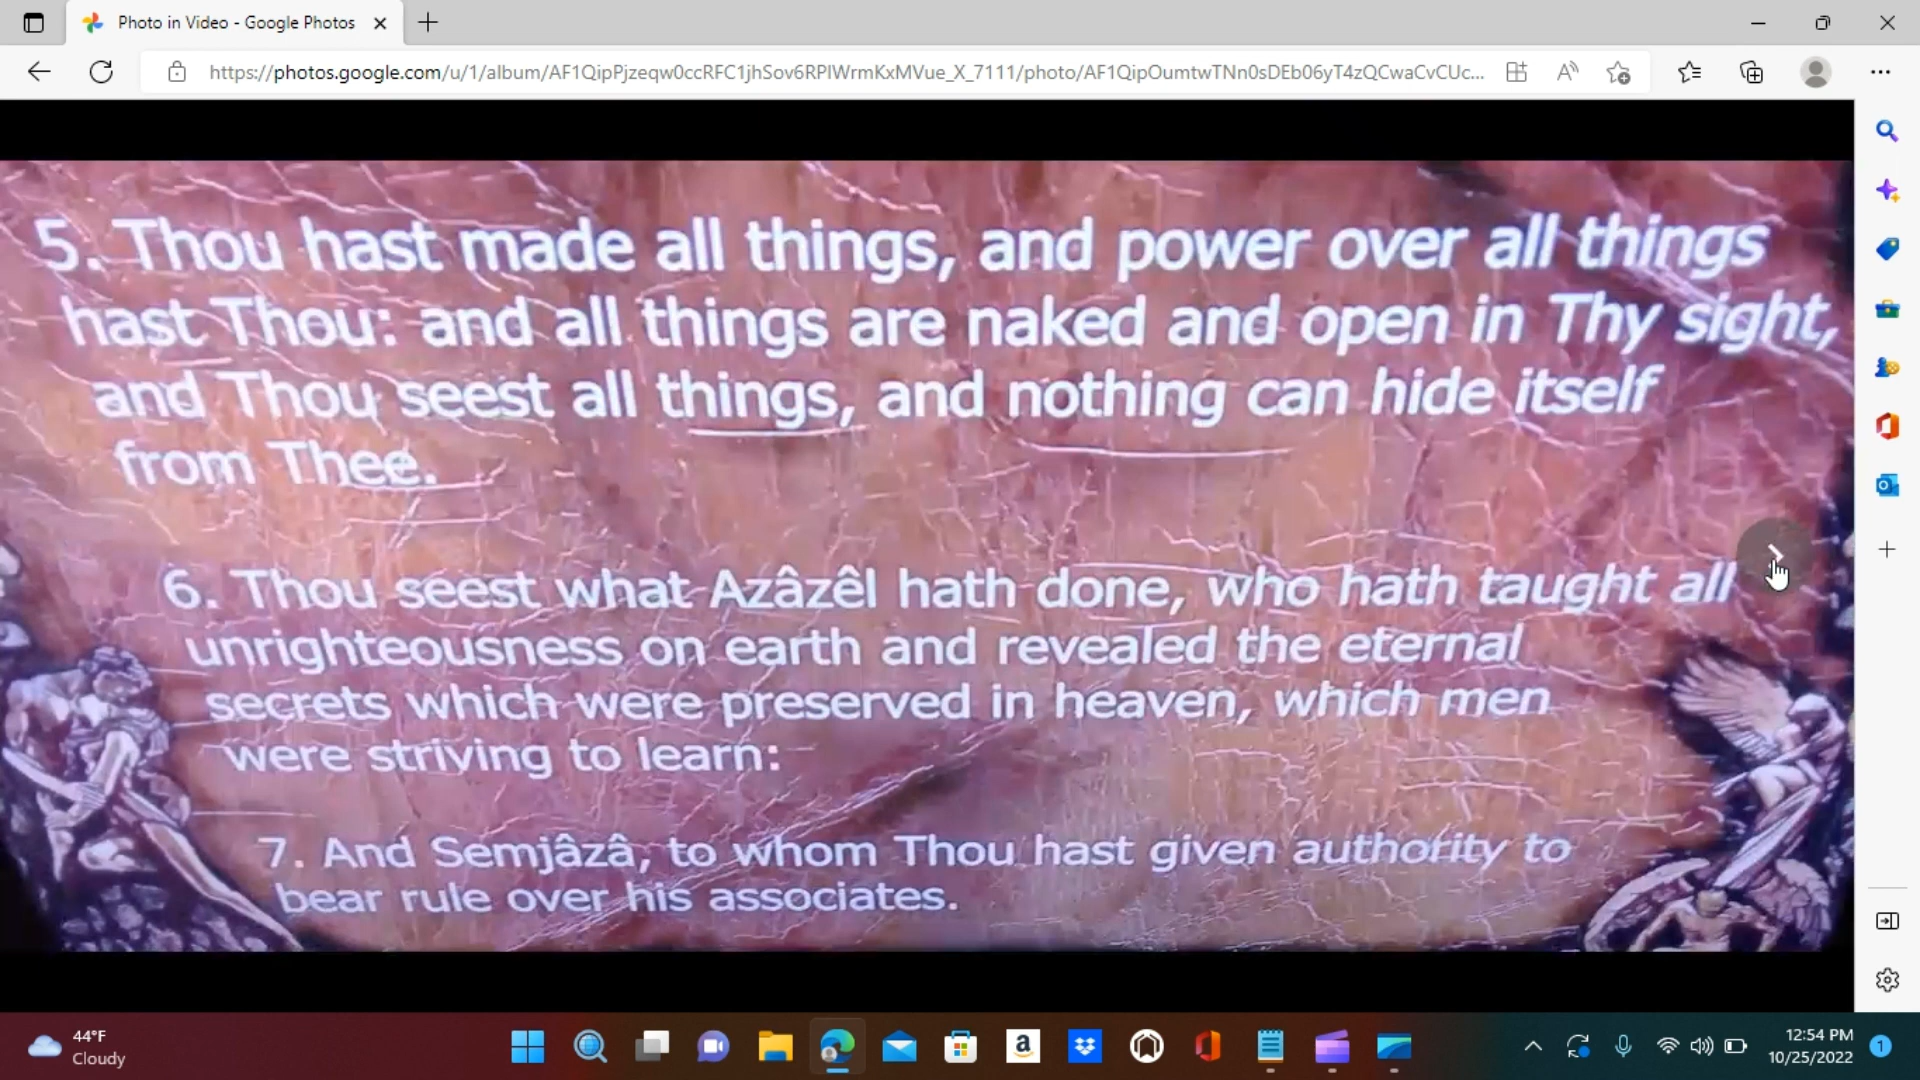 Photo in Video - Google Photos
https://photos.google.com/u/1/album/AF1QipPjzeqw0ccRFC1jhSov6RPlWrmKxMVue_X_7111/photo/AF1QipOumtwTNn0sDEb06yT4zQCwaCvCUc...
5. Thou hast made all things, and power over all things
hast Thou: and all things are naked and open in Thy sight,
and Thou seest all things, and nothing can hide itself
from Thee.
6. Thou seest what Azâzêl hath done, who hath taught all
unrighteousness on earth and revealed the eternal
secrets which were preserved in heaven, which men
were striving to learn:
7. And Semjâzâ, to whom Thou hast given authority to
bear rule over his associates.
44°F
Cloudy
12:54 PM
10/25/2022
1